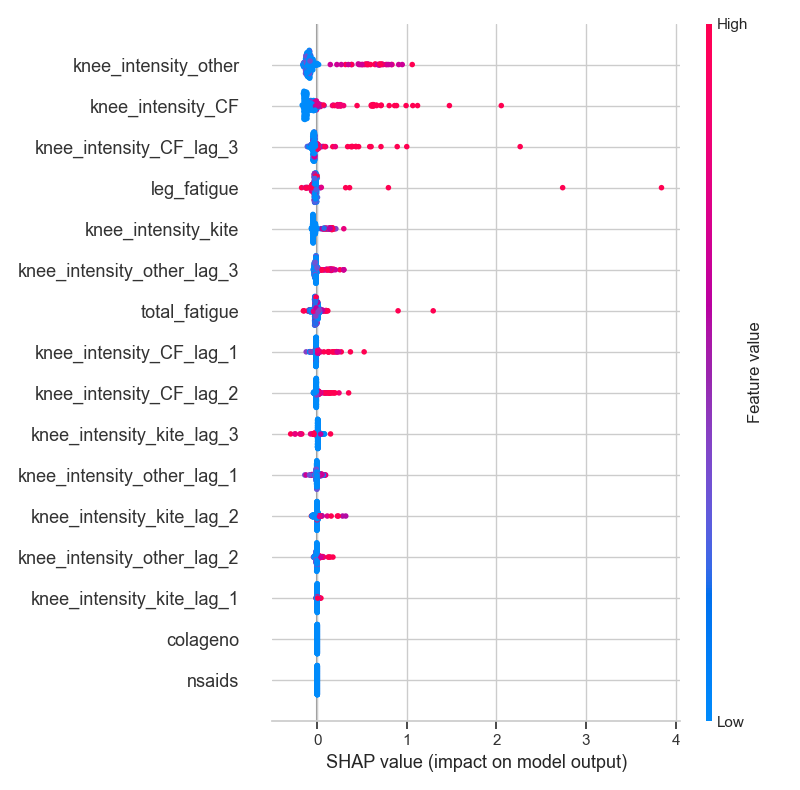 High
knee_intensity_other
knee_intensity_CF
knee_intensity_CF_lag_3
leg_fatigue
knee_intensity_kite
knee_intensity_other_lag_3
total_fatigue
knee_intensity_CF_lag_1
knee_intensity_CF_lag_2
knee_intensity_kite_lag_3
knee_intensity_other_lag_1
knee_intensity_kite_lag_2
knee_intensity_other_lag_2
knee_intensity_kite_lag_1
colageno
nsaids
Feature value
Low
0 1 2 3 4
SHAP value (impact on model output)